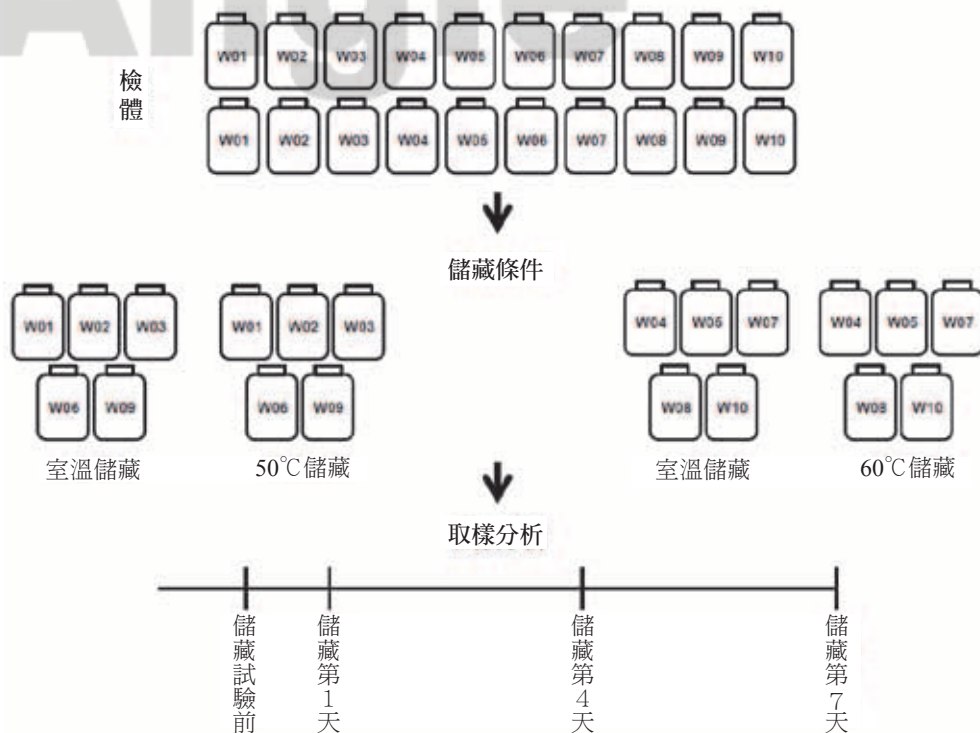 Angle
W01 W02 W03 W04 W05 W06 W07 W08 W09 W10
檢體
W01 W02 W03 W04 W05 W06 W07 W08 W09 W10
儲藏條件
W01 W02 W03 W01 W02 W03 W04 W05 W07 W04 W05 W07
W06 W09 W06 W09 W08 W10 W08 W10
室溫儲藏 50℃儲藏 室溫儲藏 60℃儲藏
取樣分析
儲藏試驗前
儲藏第1天
儲藏第4天
儲藏第7天